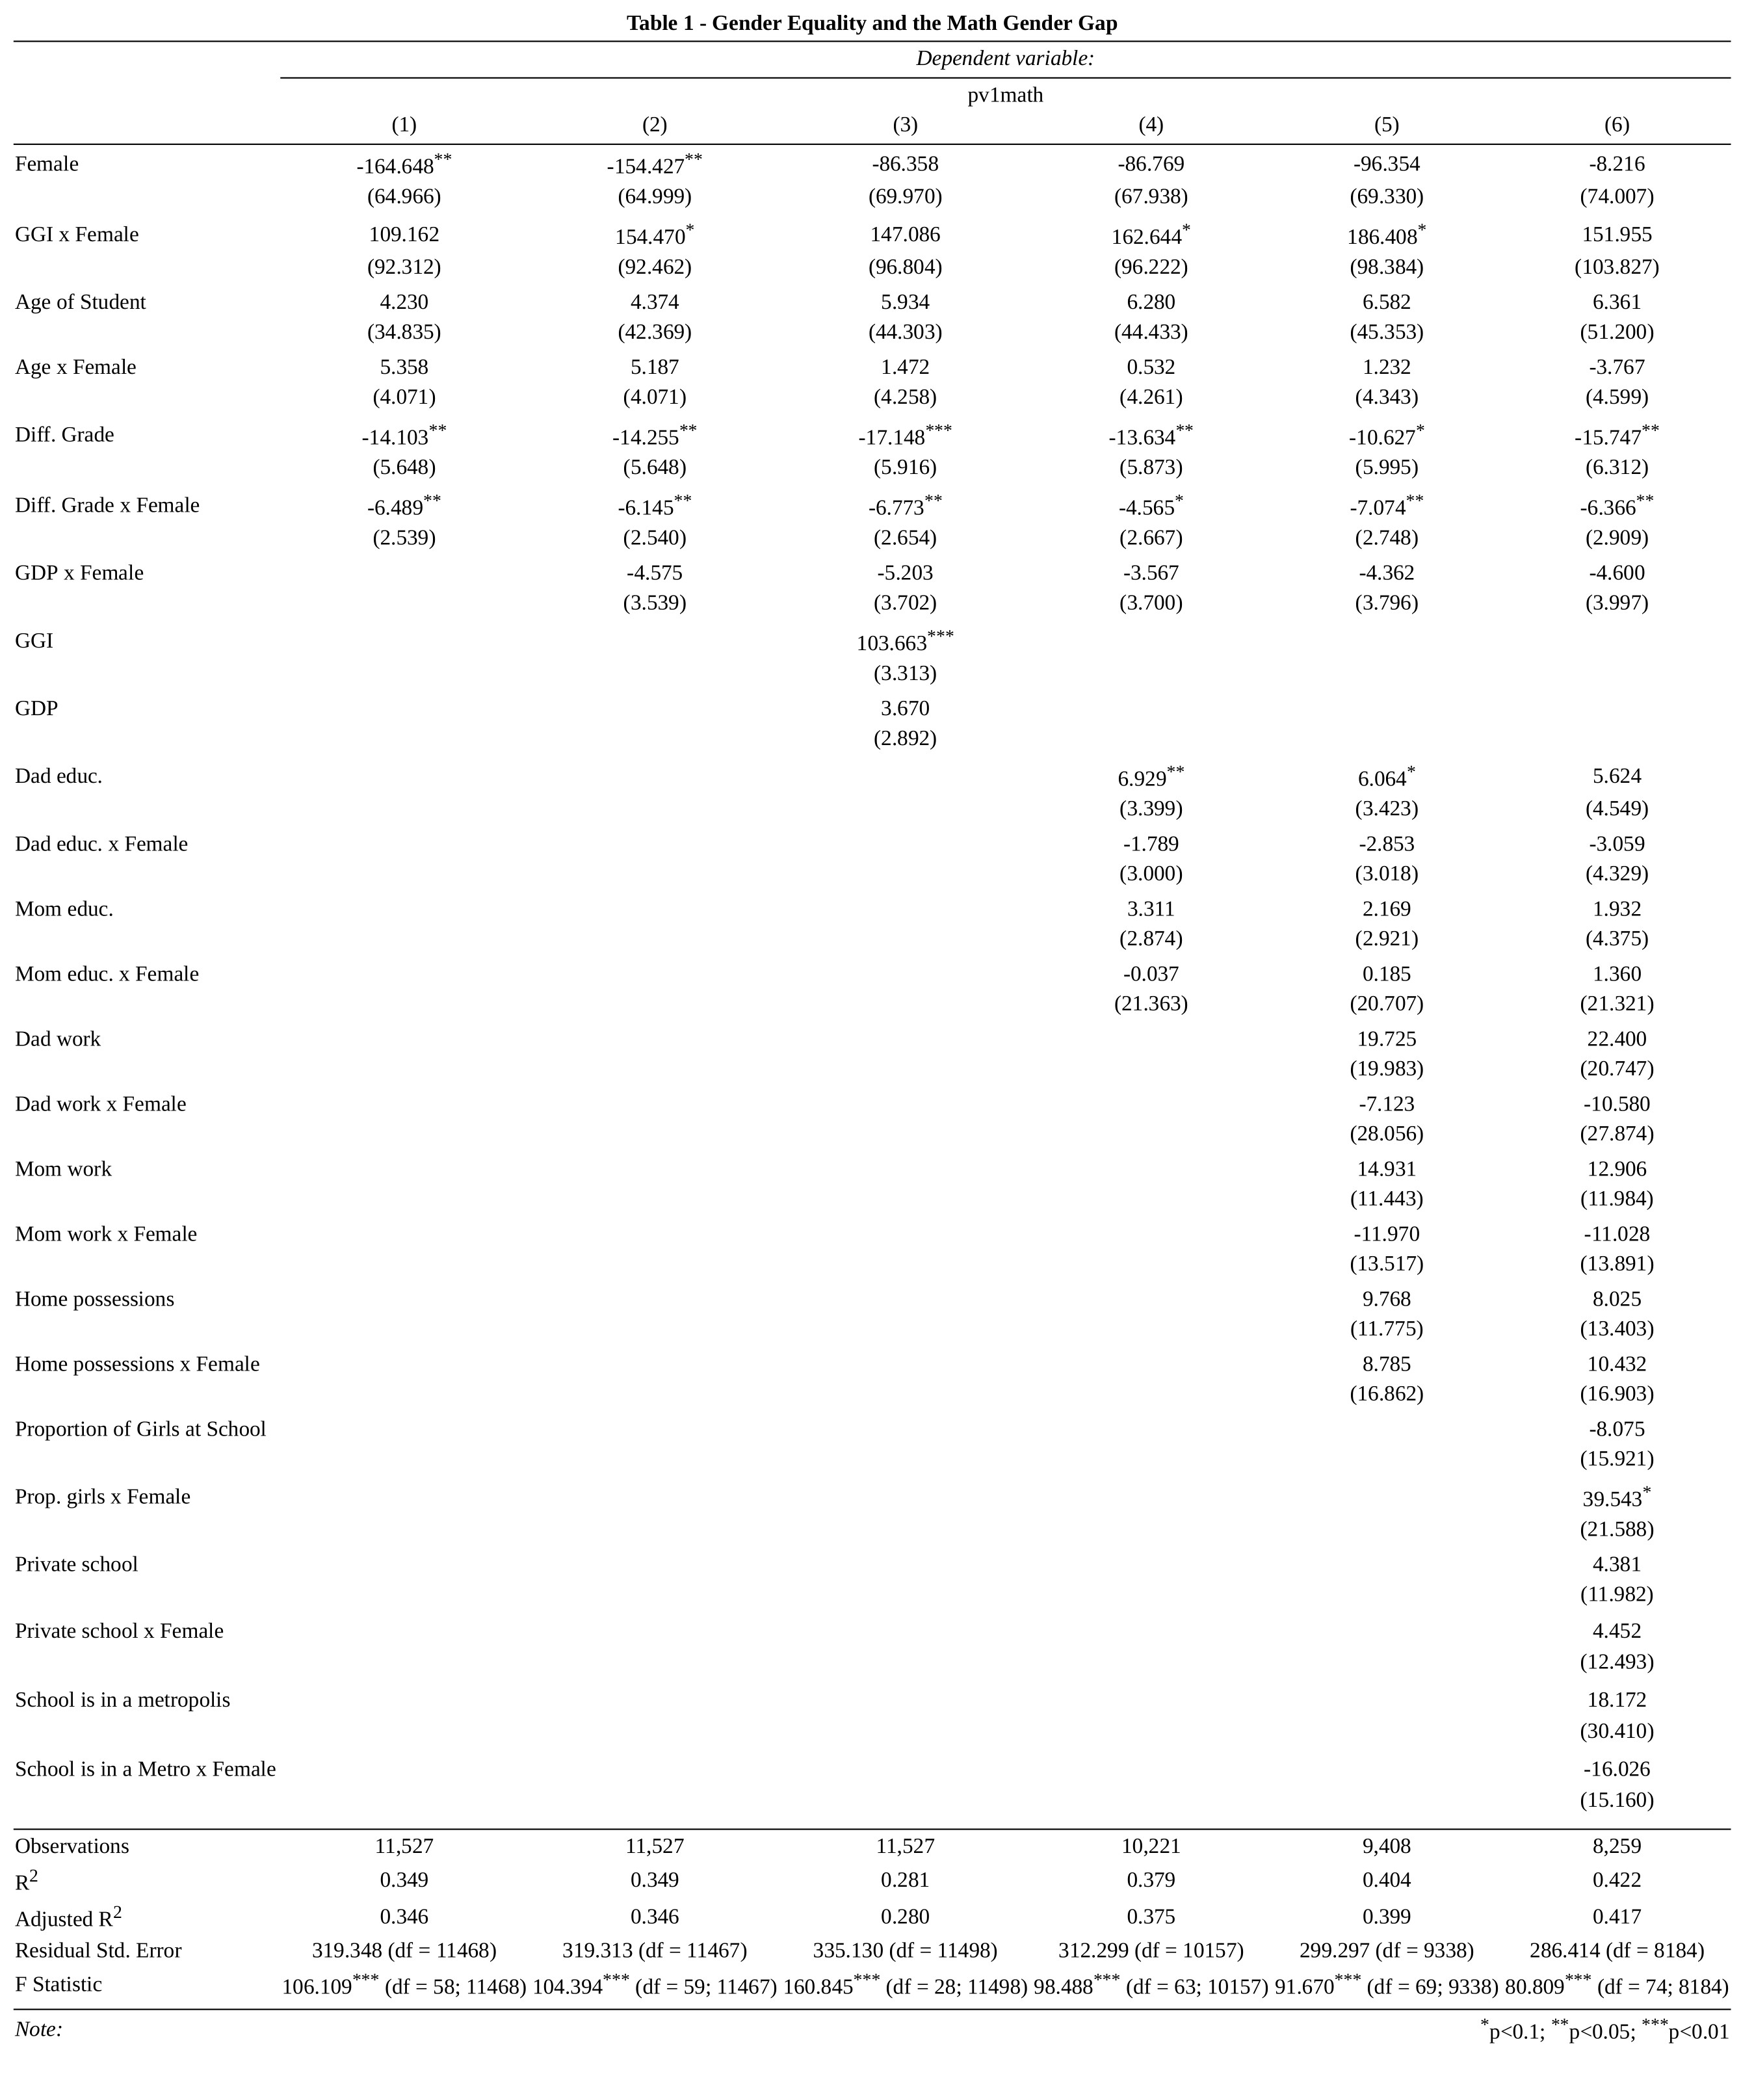 Table 1 - Gender Equality and the Math Gender Gap
Dependent variable:
pv1math
(1) (2) (3) (4) (5) (6)
Female -164.648** -154.427** -86.358 -86.769 -96.354 -8.216
(64.966) (64.999) (69.970) (67.938) (69.330) (74.007)
GGI x Female 109.162 154.470* 147.086 162.644* 186.408* 151.955
(92.312) (92.462) (96.804) (96.222) (98.384) (103.827)
Age of Student 4.230 4.374 5.934 6.280 6.582 6.361
(34.835) (42.369) (44.303) (44.433) (45.353) (51.200)
Age x Female 5.358 5.187 1.472 0.532 1.232 -3.767
(4.071) (4.071) (4.258) (4.261) (4.343) (4.599)
Diff. Grade -14.103** -14.255** -17.148*** -13.634** -10.627* -15.747**
(5.648) (5.648) (5.916) (5.873) (5.995) (6.312)
Diff. Grade x Female -6.489** -6.145** -6.773** -4.565* -7.074** -6.366**
(2.539) (2.540) (2.654) (2.667) (2.748) (2.909)
GDP x Female -4.575 -5.203 -3.567 -4.362 -4.600
(3.539) (3.702) (3.700) (3.796) (3.997)
GGI 103.663***
(3.313)
GDP 3.670
(2.892)
Dad educ. 6.929** 6.064* 5.624
(3.399) (3.423) (4.549)
Dad educ. x Female -1.789 -2.853 -3.059
(3.000) (3.018) (4.329)
Mom educ. 3.311 2.169 1.932
(2.874) (2.921) (4.375)
Mom educ. x Female -0.037 0.185 1.360
(21.363) (20.707) (21.321)
Dad work 19.725 22.400
(19.983) (20.747)
Dad work x Female -7.123 -10.580
(28.056) (27.874)
Mom work 14.931 12.906
(11.443) (11.984)
Mom work x Female -11.970 -11.028
(13.517) (13.891)
Home possessions 9.768 8.025
(11.775) (13.403)
Home possessions x Female 8.785 10.432
(16.862) (16.903)
Proportion of Girls at School -8.075
(15.921)
Prop. girls x Female 39.543*
(21.588)
Private school 4.381
(11.982)
Private school x Female 4.452
(12.493)
School is in a metropolis 18.172
(30.410)
School is in a Metro x Female -16.026
(15.160)
Observations 11,527 11,527 11,527 10,221 9,408 8,259
R2 0.349 0.349 0.281 0.379 0.404 0.422
Adjusted R2 0.346 0.346 0.280 0.375 0.399 0.417
Residual Std. Error 319.348 (df = 11468) 319.313 (df = 11467) 335.130 (df = 11498) 312.299 (df = 10157) 299.297 (df = 9338) 286.414 (df = 8184)
F Statistic 106.109*** (df = 58; 11468) 104.394*** (df = 59; 11467) 160.845*** (df = 28; 11498) 98.488*** (df = 63; 10157) 91.670*** (df = 69; 9338) 80.809*** (df = 74; 8184)
Note: *p<0.1; **p<0.05; ***p<0.01